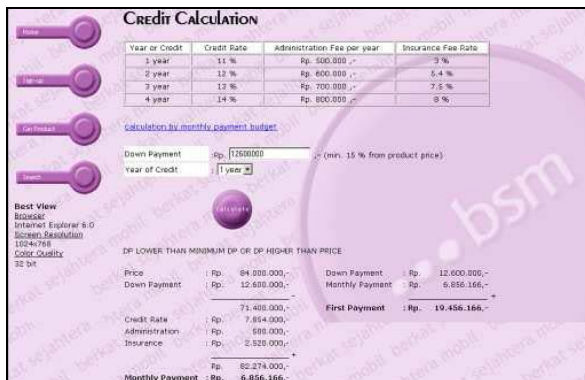 CREDIT CALCULATION
Home
Year or Credit Credit Rate Administration Fee per year Insurance Fee Rate
1 year 11 % Rp. 500.000 ,- 3 %
2 year 12 % Rp. 600.000 ,- 5.4 %
3 year 13 % Rp. 700.000 ,- 7.5 %
4 year 14 % Rp. 800.000 ,- 8 %
Sign-up
calculation by monthly payment budget
Car Product
Down Payment :Rp. 12600000 ,- (min. 15 % from product price)
Year of Credit : 1 year
Search
Calculate
Best View
Browser
Internet Explorer 6.0
Screen Resolution
1024x768
Color Quality
32 bit
...bsm
DP LOWER THAN MINIMUM DP OR DP HIGHER THAN PRICE
Price : Rp. 84.000.000,- Down Payment : Rp. 12.600.000,-
Down Payment : Rp. 12.600.000,- Monthly Payment : Rp. 6.856.166,-
- +
71.400.000,- First Payment : Rp. 19.456.166,-
Credit Rate : Rp. 7.854.000,-
Administration : Rp. 500.000,-
Insurance : Rp. 2.520.000,-
+
Rp. 82.274.000,-
Monthly Payment : Rp. 6.856.166,-
berkat sejahtera mobil